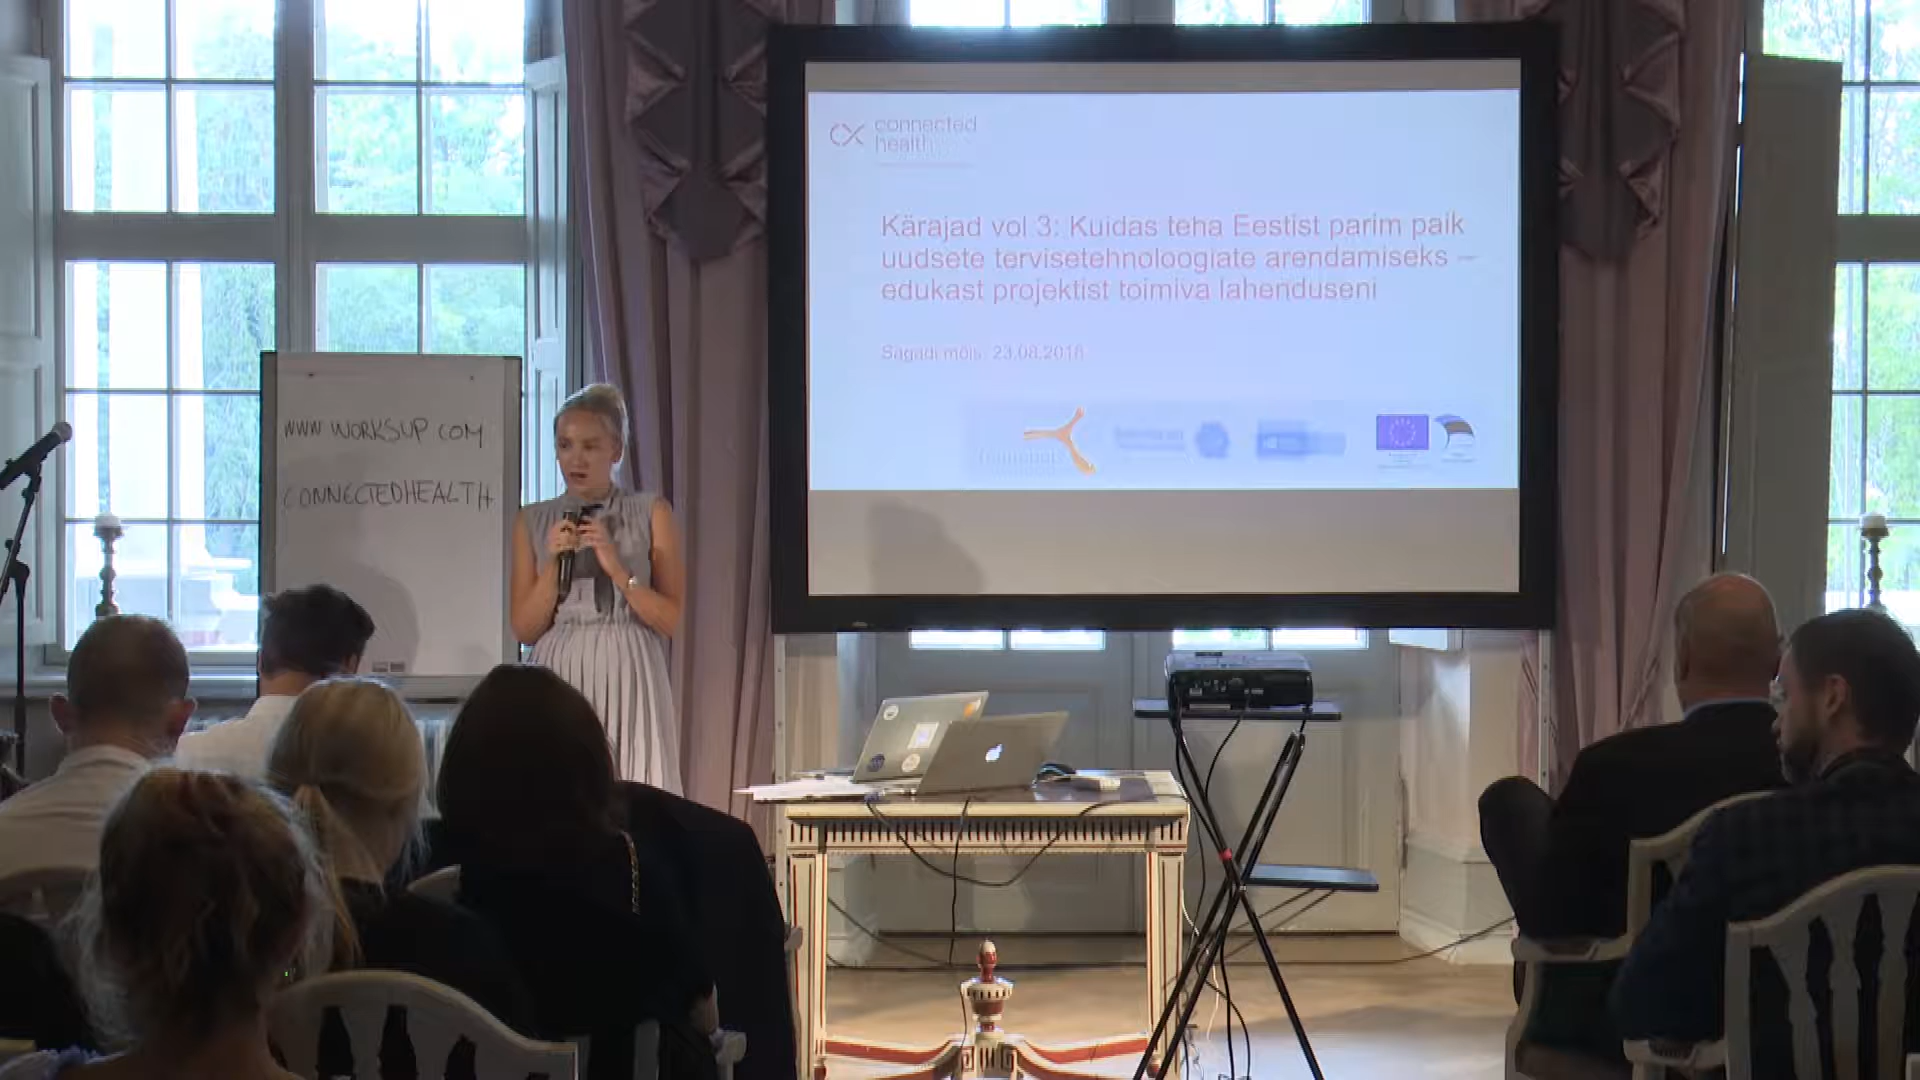 connected
health
Kärajad vol 3: Kuidas teha Eestist parim paik
uudsete tervisetehnoloogiate arendamiseks –
edukast projektist toimiva lahenduseni
Sagadi mõis, 23.08.2018
WWW WORKSUP COM
CONNECTEDHEALTH